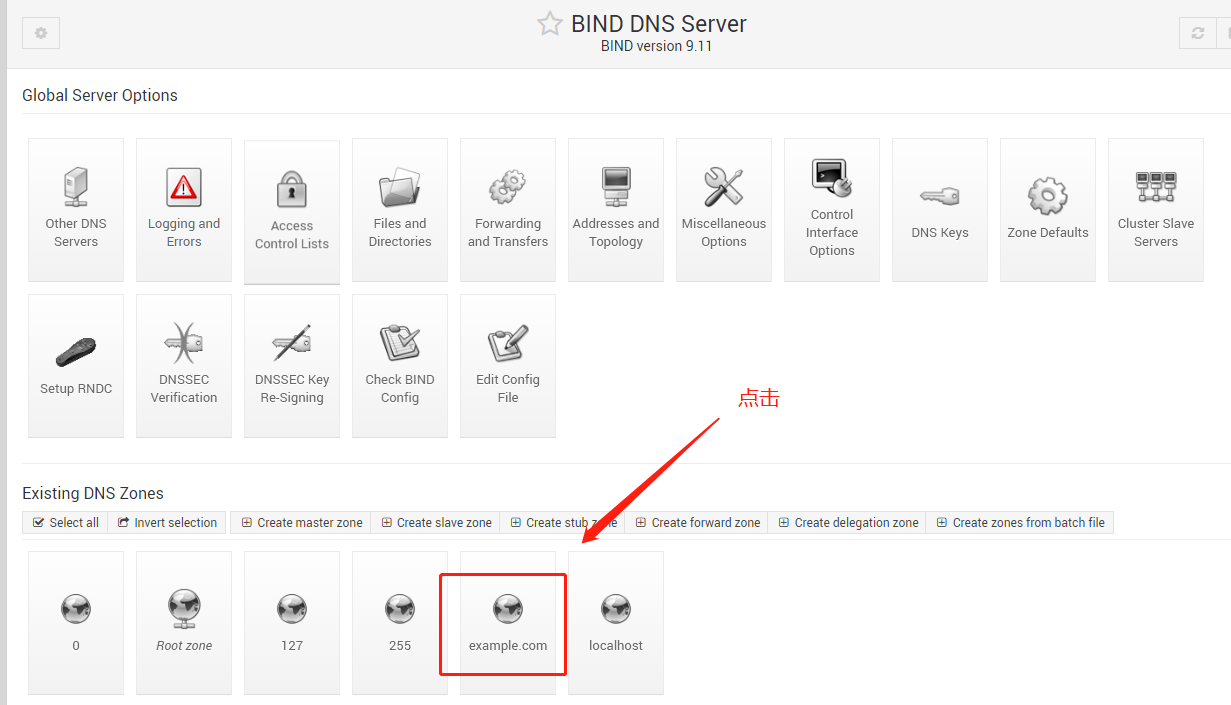 BIND DNS Server
BIND version 9.11
Global Server Options
Other DNS
Servers
Logging and
Errors
Access
Control Lists
Files and
Directories
Forwarding
and Transfers
Addresses and
Topology
Miscellaneous
Options
Control
Interface
Options
DNS Keys
Zone Defaults
Cluster Slave
Servers
Setup RNDC
DNSSEC
Verification
DNSSEC Key
Re-Signing
Check BIND
Config
Edit Config
File
点击
Existing DNS Zones
Select all
Invert selection
Create master zone
Create slave zone
Create stub zone
Create forward zone
Create delegation zone
Create zones from batch file
0
Root zone
127
255
example.com
localhost